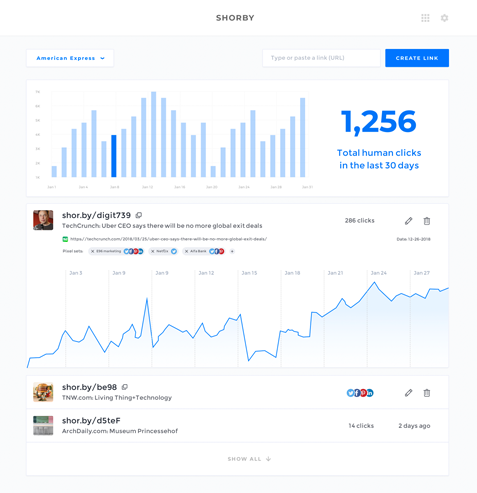 SHORBY
American Express
Type or paste a link (URL)
CREATE LINK
1,256
Total human clicks
in the last 30 days
Jan 1
Jan 4
Jan 8
Jan 12
Jan 16
Jan 20
Jan 24
Jan 28
Jan 31
shor.by/digit739
TechCrunch: Uber CEO says there will be no more global exit deals
286 clicks
https://techcrunch.com/2018/03/25/uber-ceo-says-there-will-be-no-more-global-exit-deals/
Date: 12-26-2018
Pixel sets:
SMI marketing
Netflix
Alfa Bank
Jan 3
Jan 9
Jan 9
Jan 12
Jan 15
Jan 18
Jan 21
Jan 24
Jan 27
shor.by/be98
TNW.com: Living Thing+Technology
shor.by/d5teF
ArchDaily.com: Museum Princessehof
14 clicks
2 days ago
SHOW ALL